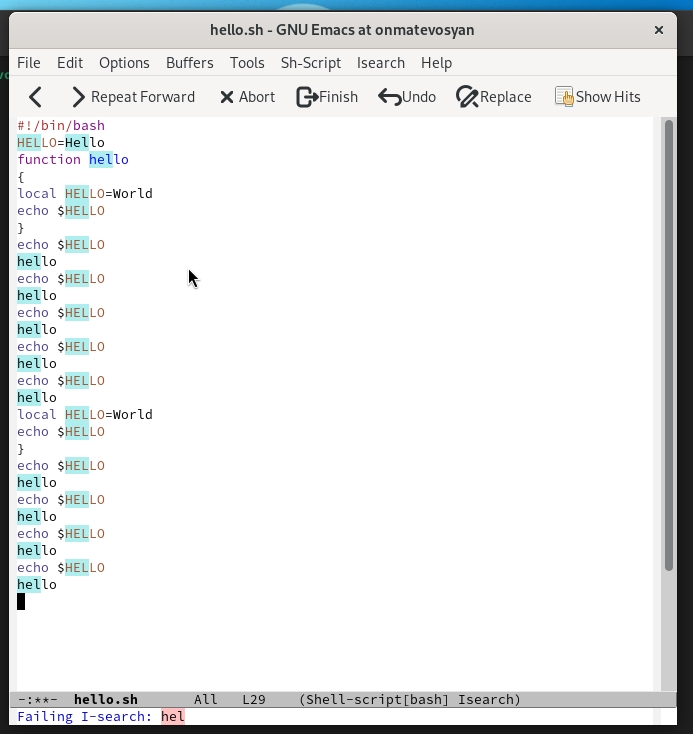 hello.sh - GNU Emacs at onmatevosyan ×
File Edit Options Buffers Tools Sh-Script Isearch Help
Repeat Forward Abort Finish Undo Replace Show Hits
#!/bin/bash
HELLO=Hello
function hello
{
local HELLO=World
echo $HELLO
}
echo $HELLO
hello
echo $HELLO
hello
echo $HELLO
hello
echo $HELLO
hello
echo $HELLO
hello
local HELLO=World
echo $HELLO
}
echo $HELLO
hello
echo $HELLO
hello
echo $HELLO
hello
echo $HELLO
hello
-:**- hello.sh All L29 (Shell-script[bash] Isearch)
Failing I-search: hel